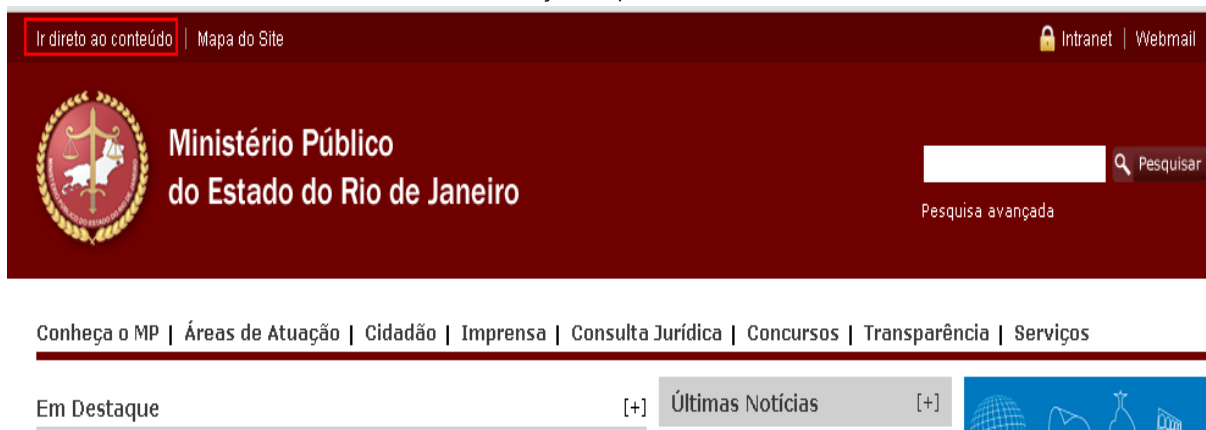 Ir direto ao conteúdo | Mapa do Site
Intranet | Webmail
Ministério Público
do Estado do Rio de Janeiro
Pesquisar
Pesquisa avançada
Conheça o MP | Áreas de Atuação | Cidadão | Imprensa | Consulta Jurídica | Concursos | Transparência | Serviços
Em Destaque [+]
Últimas Notícias [+]